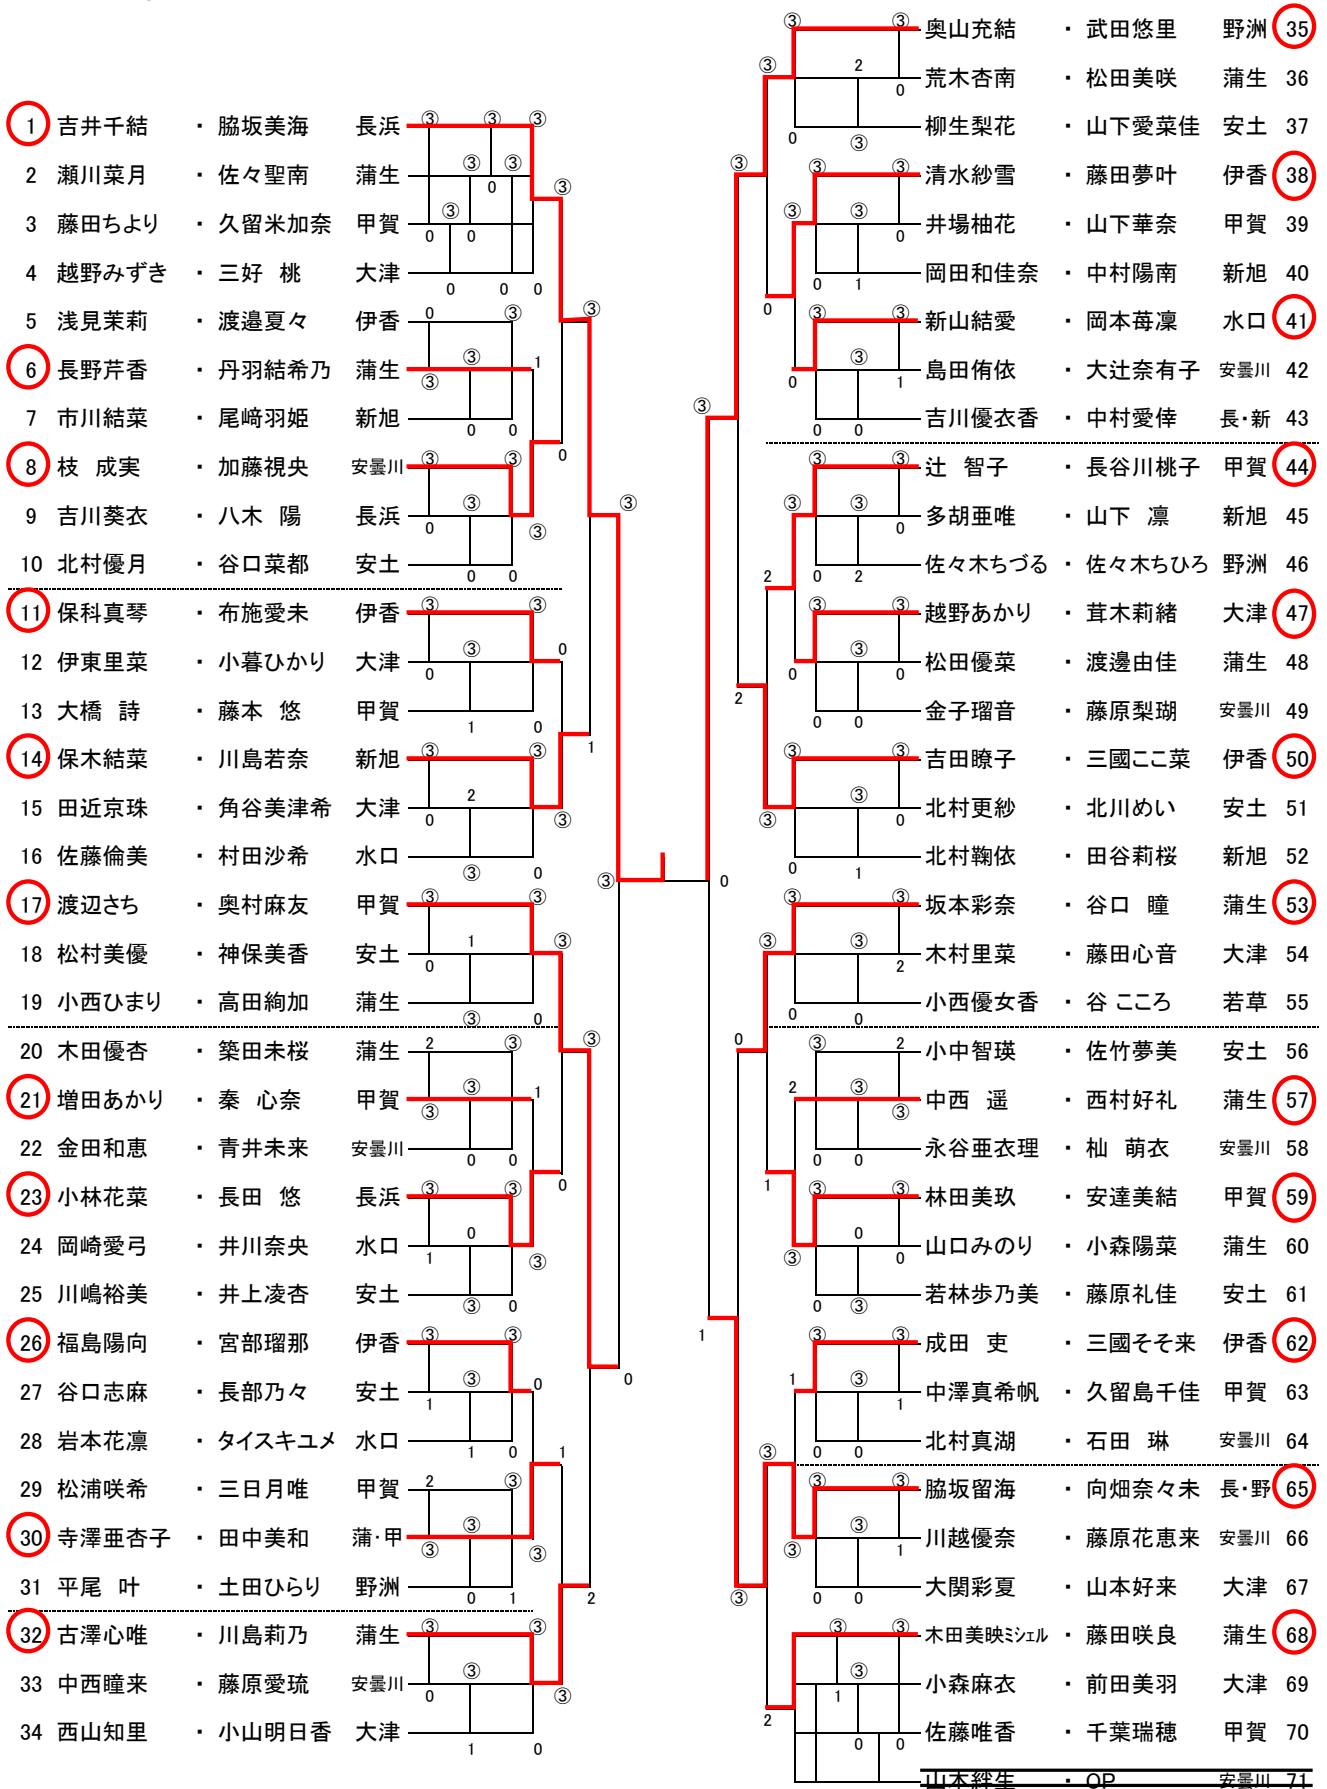 1 吉井千結 ・ 脇坂美海 長浜
2 瀬川菜月 ・ 佐々聖南 蒲生
3 藤田ちより ・ 久留米加奈 甲賀
4 越野みずき ・ 三好 桃 大津
5 浅見茉莉 ・ 渡邉夏々 伊香
6 長野芹香 ・ 丹羽結希乃 蒲生
7 市川結菜 ・ 尾﨑羽姫 新旭
8 枝 成実 ・ 加藤視央 安曇川
9 吉川葵衣 ・ 八木 陽 長浜
10 北村優月 ・ 谷口菜都 安土
11 保科真琴 ・ 布施愛未 伊香
12 伊東里菜 ・ 小暮ひかり 大津
13 大橋 詩 ・ 藤本 悠 甲賀
14 保木結菜 ・ 川島若奈 新旭
15 田近京珠 ・ 角谷美津希 大津
16 佐藤倫美 ・ 村田沙希 水口
17 渡辺さち ・ 奥村麻友 甲賀
18 松村美優 ・ 神保美香 安土
19 小西ひまり ・ 高田絢加 蒲生
20 木田優杏 ・ 築田未桜 蒲生
21 増田あかり ・ 秦 心奈 甲賀
22 金田和恵 ・ 青井未来 安曇川
23 小林花菜 ・ 長田 悠 長浜
24 岡崎愛弓 ・ 井川奈央 水口
25 川嶋裕美 ・ 井上凌杏 安土
26 福島陽向 ・ 宮部瑠那 伊香
27 谷口志麻 ・ 長部乃々 安土
28 岩本花凛 ・ タイスキユメ 水口
29 松浦咲希 ・ 三日月唯 甲賀
30 寺澤亜杏子 ・ 田中美和 蒲・甲
31 平尾 叶 ・ 土田ひらり 野洲
32 古澤心唯 ・ 川島莉乃 蒲生
33 中西瞳来 ・ 藤原愛琉 安曇川
34 西山知里 ・ 小山明日香 大津
奥山充結 ・ 武田悠里 野洲 35
荒木杏南 ・ 松田美咲 蒲生 36
柳生梨花 ・ 山下愛菜佳 安土 37
清水紗雪 ・ 藤田夢叶 伊香 38
井場柚花 ・ 山下華奈 甲賀 39
岡田和佳奈 ・ 中村陽南 新旭 40
新山結愛 ・ 岡本苺凜 水口 41
島田侑依 ・ 大辻奈有子 安曇川 42
吉川優衣香 ・ 中村愛倖 長・新 43
辻 智子 ・ 長谷川桃子 甲賀 44
多胡亜唯 ・ 山下 凛 新旭 45
佐々木ちづる ・ 佐々木ちひろ 野洲 46
越野あかり ・ 茸木莉緒 大津 47
松田優菜 ・ 渡邊由佳 蒲生 48
金子瑠音 ・ 藤原梨瑚 安曇川 49
吉田瞭子 ・ 三國ここ菜 伊香 50
北村更紗 ・ 北川めい 安土 51
北村鞠依 ・ 田谷莉桜 新旭 52
坂本彩奈 ・ 谷口 瞳 蒲生 53
木村里菜 ・ 藤田心音 大津 54
小西優女香 ・ 谷 こころ 若草 55
小中智瑛 ・ 佐竹夢美 安土 56
中西 遥 ・ 西村好礼 蒲生 57
永谷亜衣理 ・ 杣 萌衣 安曇川 58
林田美玖 ・ 安達美結 甲賀 59
山口みのり ・ 小森陽菜 蒲生 60
若林歩乃美 ・ 藤原礼佳 安土 61
成田 吏 ・ 三國そそ来 伊香 62
中澤真希帆 ・ 久留島千佳 甲賀 63
北村真湖 ・ 石田 琳 安曇川 64
脇坂留海 ・ 向畑奈々未 長・野 65
川越優奈 ・ 藤原花恵来 安曇川 66
大関彩夏 ・ 山本好来 大津 67
木田美映ミシェル ・ 藤田咲良 蒲生 68
小森麻衣 ・ 前田美羽 大津 69
佐藤唯香 ・ 千葉瑞穂 甲賀 70
山本絆生 ・ OP 安曇川 71